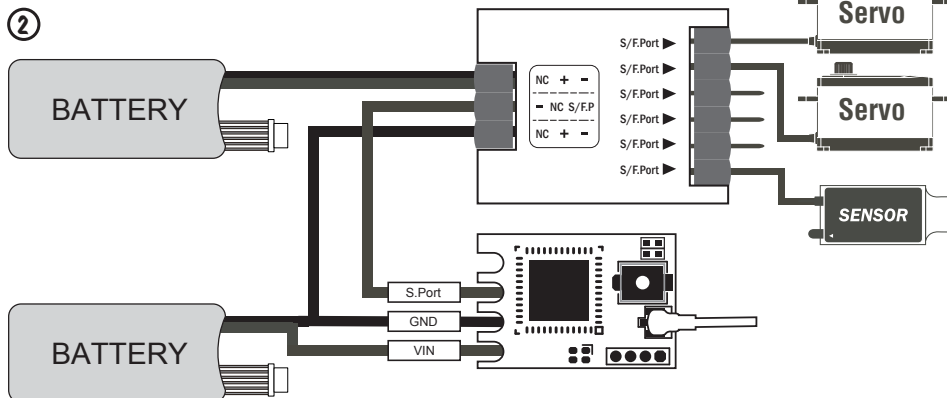 ②
BATTERY
NC + -
- NC S/F.P
NC + -
S/F.Port ▶
S/F.Port ▶
S/F.Port ▶
S/F.Port ▶
S/F.Port ▶
S/F.Port ▶
Servo
Servo
SENSOR
BATTERY
S.Port
GND
VIN